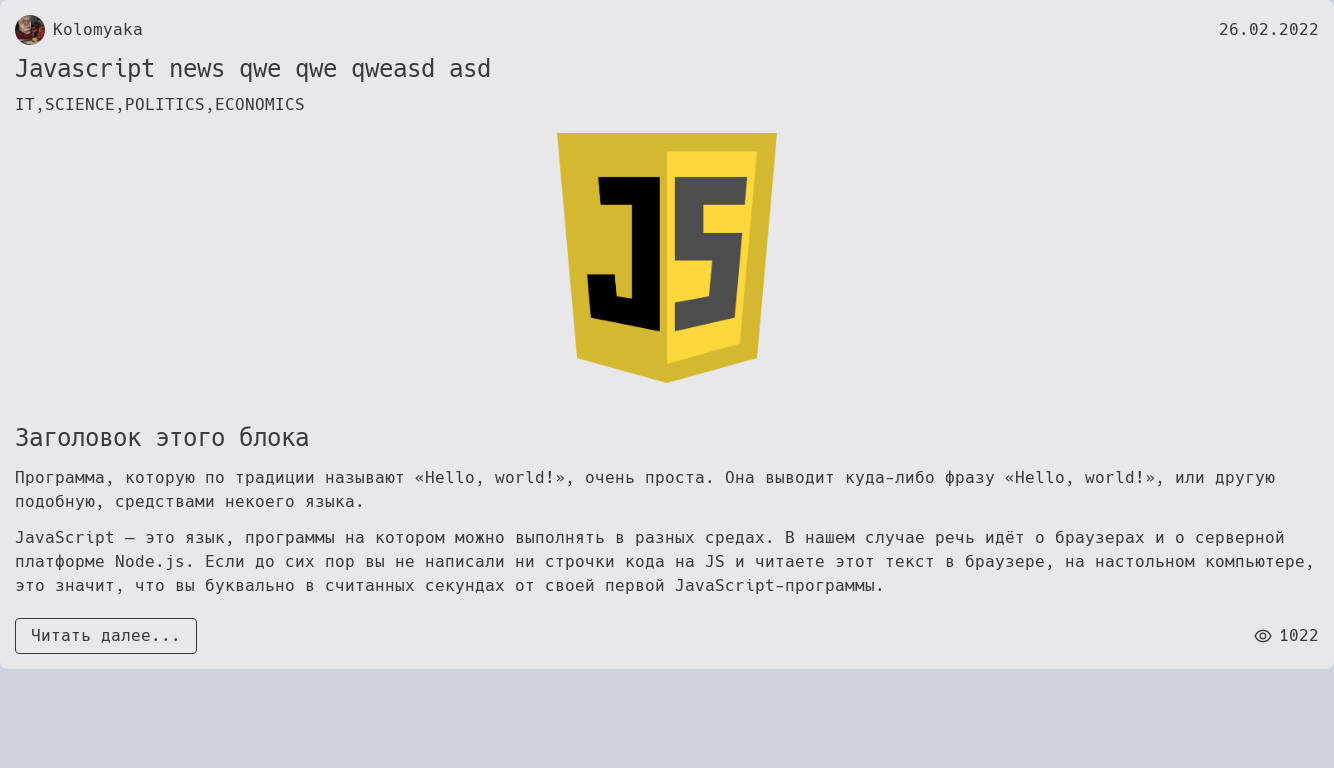 Kolomyaka
26.02.2022
Javascript news qwe qwe qweasd asd
IT,SCIENCE,POLITICS,ECONOMICS
JS
Заголовок этого блока
Программа, которую по традиции называют «Hello, world!», очень проста. Она выводит куда-либо фразу «Hello, world!», или другую
подобную, средствами некоего языка.
JavaScript — это язык, программы на котором можно выполнять в разных средах. В нашем случае речь идёт о браузерах и о серверной
платформе Node.js. Если до сих пор вы не написали ни строчки кода на JS и читаете этот текст в браузере, на настольном компьютере,
это значит, что вы буквально в считанных секундах от своей первой JavaScript-программы.
Читать далее...
1022